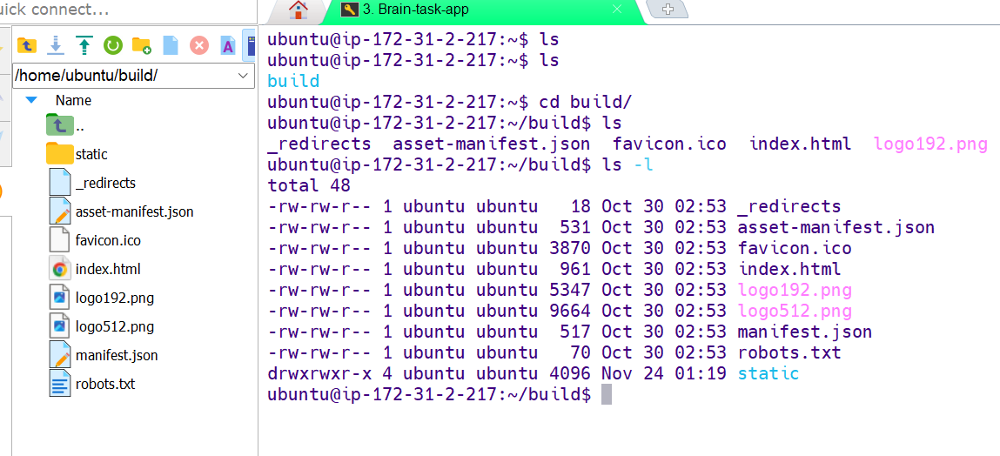 uick connect...
3. Brain-task-app
/home/ubuntu/build/
Name
..
static
_redirects
asset-manifest.json
favicon.ico
index.html
logo192.png
logo512.png
manifest.json
robots.txt
ubuntu@ip-172-31-2-217:~$ ls
ubuntu@ip-172-31-2-217:~$ ls
build
ubuntu@ip-172-31-2-217:~$ cd build/
ubuntu@ip-172-31-2-217:~/build$ ls
_redirects  asset-manifest.json  favicon.ico  index.html  logo192.png
ubuntu@ip-172-31-2-217:~/build$ ls -l
total 48
-rw-rw-r-- 1 ubuntu ubuntu   18 Oct 30 02:53 _redirects
-rw-rw-r-- 1 ubuntu ubuntu  531 Oct 30 02:53 asset-manifest.json
-rw-rw-r-- 1 ubuntu ubuntu 3870 Oct 30 02:53 favicon.ico
-rw-rw-r-- 1 ubuntu ubuntu  961 Oct 30 02:53 index.html
-rw-rw-r-- 1 ubuntu ubuntu 5347 Oct 30 02:53 logo192.png
-rw-rw-r-- 1 ubuntu ubuntu 9664 Oct 30 02:53 logo512.png
-rw-rw-r-- 1 ubuntu ubuntu  517 Oct 30 02:53 manifest.json
-rw-rw-r-- 1 ubuntu ubuntu   70 Oct 30 02:53 robots.txt
drwxrwxr-x 4 ubuntu ubuntu 4096 Nov 24 01:19 static
ubuntu@ip-172-31-2-217:~/build$